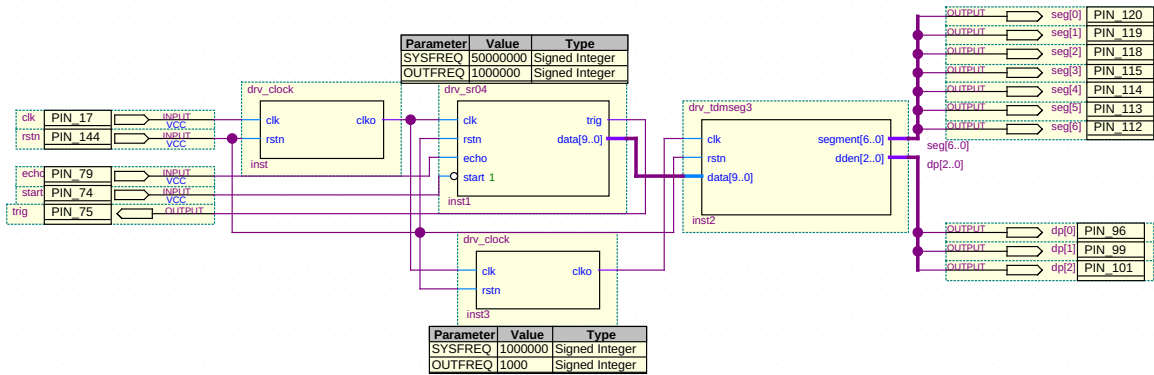 OUTPUT seg[0] PIN_120
OUTPUT seg[1] PIN_119
OUTPUT seg[2] PIN_118
OUTPUT seg[3] PIN_115
OUTPUT seg[4] PIN_114
OUTPUT seg[5] PIN_113
OUTPUT seg[6] PIN_112
seg[6..0]
dp[2..0]
Parameter Value Type
SYSFREQ 50000000 Signed Integer
OUTFREQ 1000000 Signed Integer
clk PIN_17 INPUT
VCC
rstn PIN_144 INPUT
VCC
echo PIN_79 INPUT
VCC
start PIN_74 INPUT
VCC
trig PIN_75 OUTPUT
drv_clock
clk clko
rstn
inst
drv_sr04
clk trig
rstn data[9..0]
echo
start 1
inst1
drv_tdmseg3
clk segment[6..0]
rstn dden[2..0]
data[9..0]
inst2
drv_clock
clk clko
rstn
inst3
Parameter Value Type
SYSFREQ 1000000 Signed Integer
OUTFREQ 1000 Signed Integer
OUTPUT dp[0] PIN_96
OUTPUT dp[1] PIN_99
OUTPUT dp[2] PIN_101